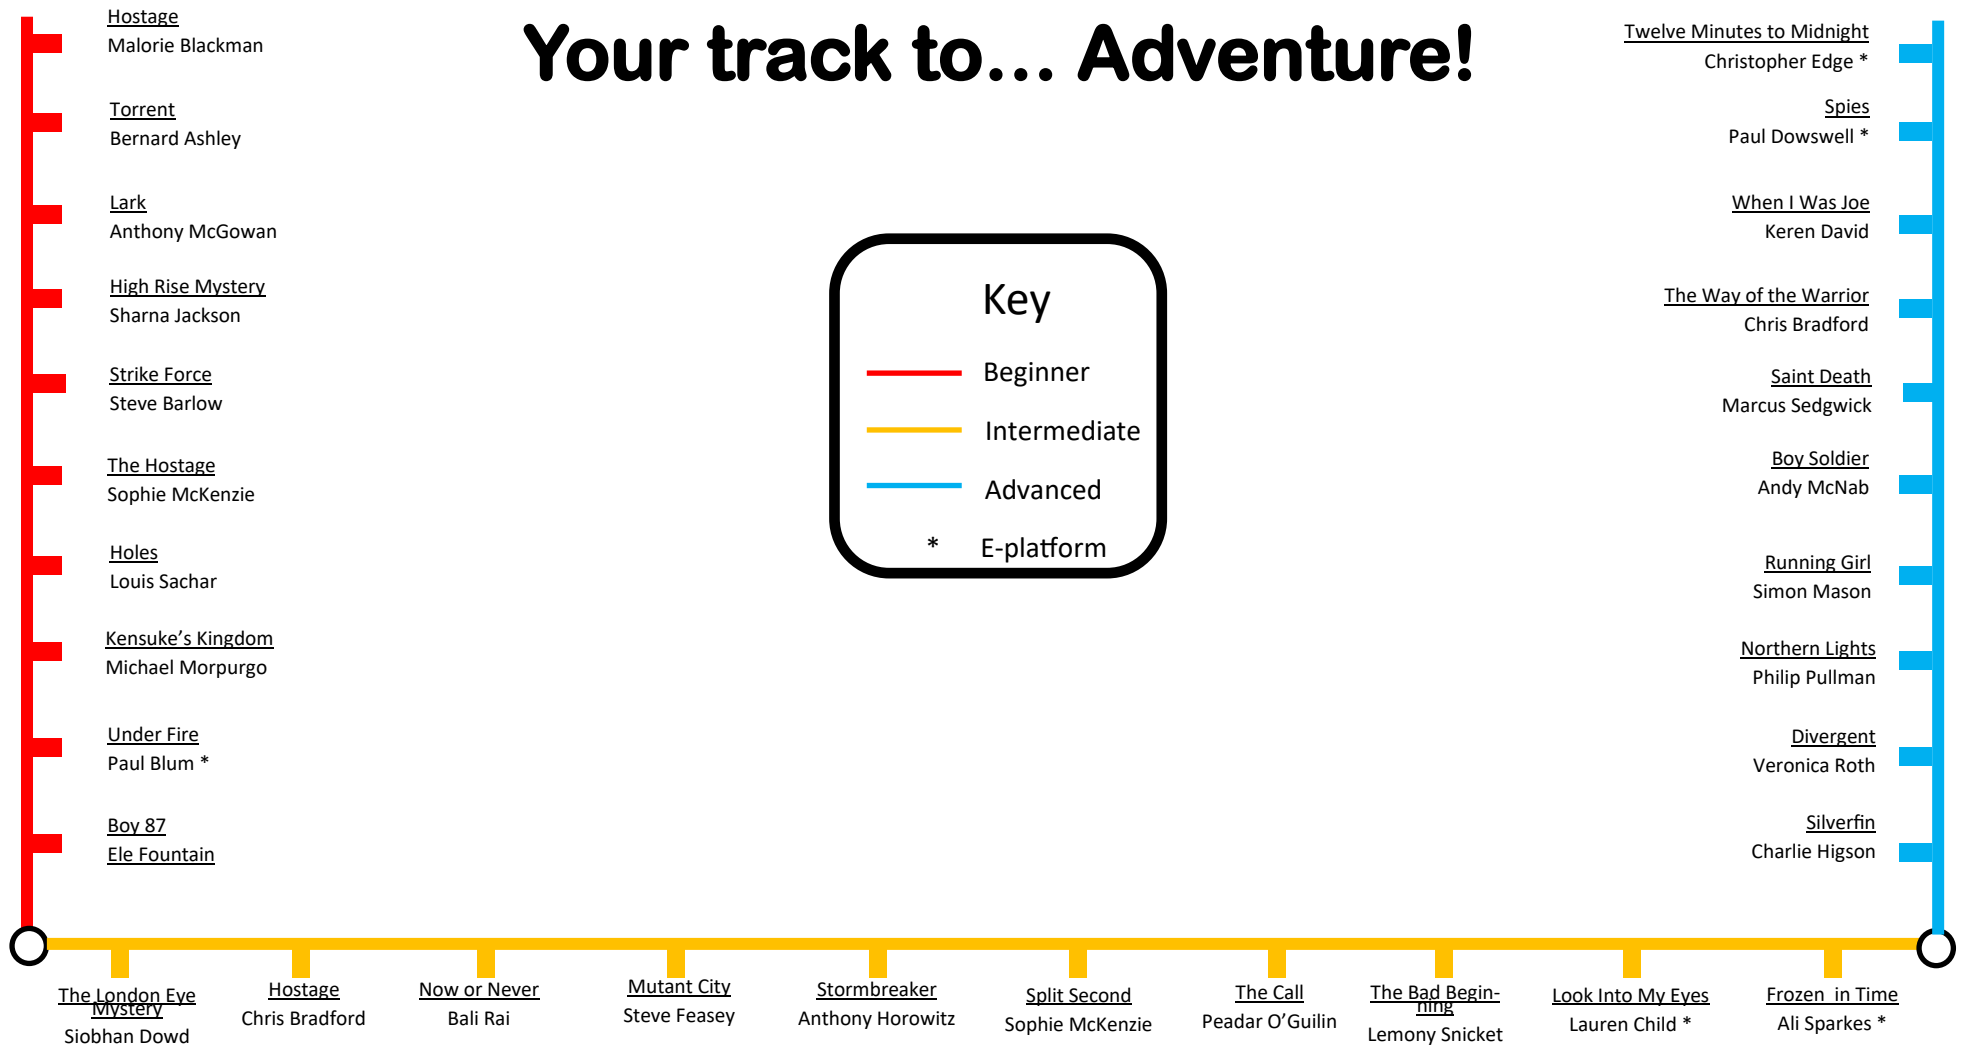 Your track to... Adventure!
Hostage
Malorie Blackman
Torrent
Bernard Ashley
Lark
Anthony McGowan
High Rise Mystery
Sharna Jackson
Strike Force
Steve Barlow
The Hostage
Sophie McKenzie
Holes
Louis Sachar
Kensuke’s Kingdom
Michael Morpurgo
Under Fire
Paul Blum *
Boy 87
Ele Fountain
Key
Beginner
Intermediate
Advanced
* E-platform
The London Eye
Mystery
Siobhan Dowd
Hostage
Chris Bradford
Now or Never
Bali Rai
Mutant City
Steve Feasey
Stormbreaker
Anthony Horowitz
Split Second
Sophie McKenzie
The Call
Peadar O’Guilin
The Bad Begin-
ning
Lemony Snicket
Look Into My Eyes
Lauren Child *
Frozen  in Time
Ali Sparkes *
Twelve Minutes to Midnight
Christopher Edge *
Spies
Paul Dowswell *
When I Was Joe
Keren David
The Way of the Warrior
Chris Bradford
Saint Death
Marcus Sedgwick
Boy Soldier
Andy McNab
Running Girl
Simon Mason
Northern Lights
Philip Pullman
Divergent
Veronica Roth
Silverfin
Charlie Higson